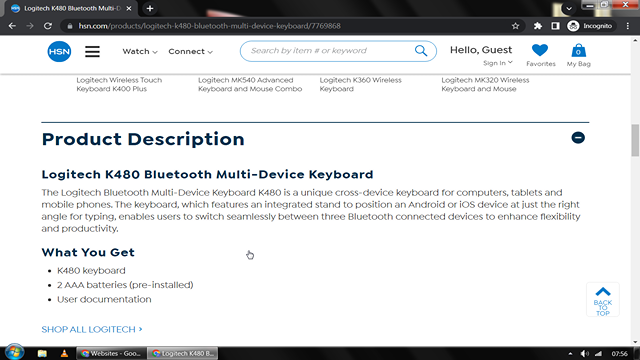 Logitech K480 Bluetooth Multi-D
hsn.com/products/logitech-k480-bluetooth-multi-device-keyboard/7769868
Incognito
HSN
Watch
Connect
Search by item # or keyword
Hello, Guest
Sign In
Favorites
0
My Bag
Logitech Wireless Touch
Keyboard K400 Plus
Logitech MK540 Advanced
Keyboard and Mouse Combo
Logitech K360 Wireless
Keyboard
Logitech MK320 Wireless
Keyboard and Mouse
Product Description
Logitech K480 Bluetooth Multi-Device Keyboard
The Logitech Bluetooth Multi-Device Keyboard K480 is a unique cross-device keyboard for computers, tablets and
mobile phones. The keyboard, which features an integrated stand to position an Android or iOS device at just the right
angle for typing, enables users to switch seamlessly between three Bluetooth connected devices to enhance flexibility
and productivity.
What You Get
• K480 keyboard
• 2 AAA batteries (pre-installed)
• User documentation
BACK
TO
TOP
SHOP ALL LOGITECH >
Websites - Goo...
Logitech K480 B...
07:56